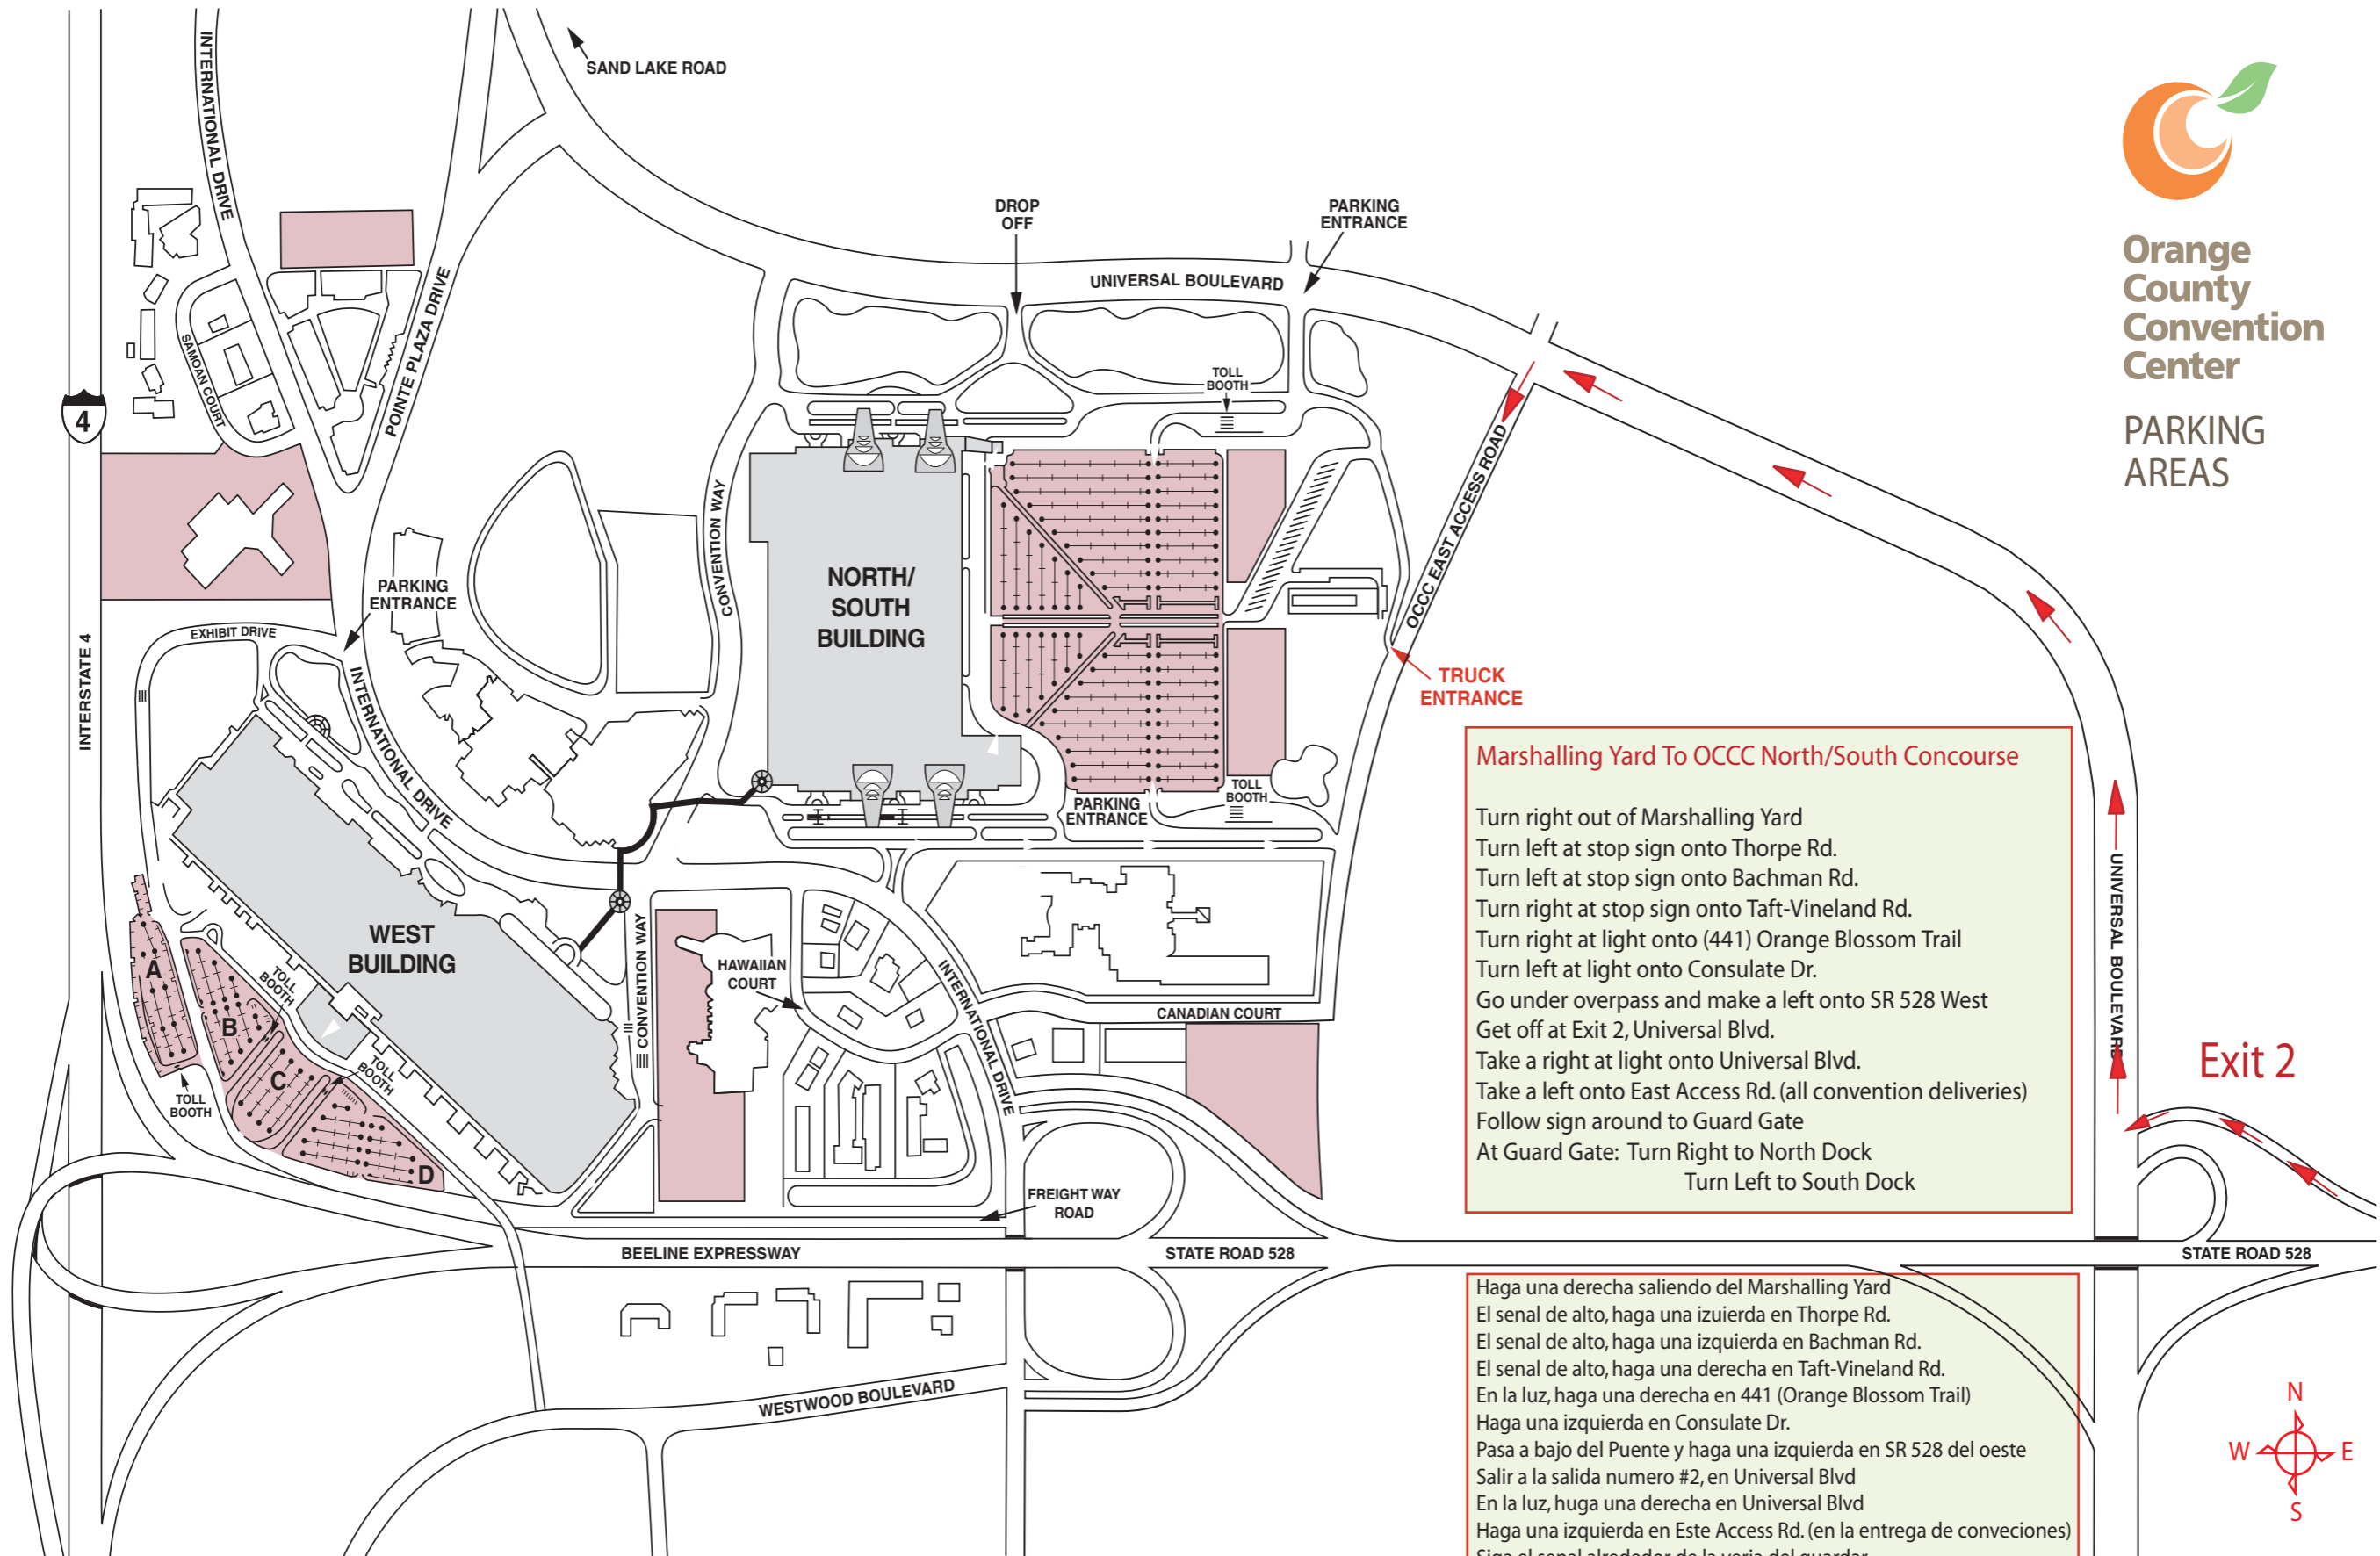 SAND LAKE ROAD
INTERNATIONAL DRIVE
DROP
OFF
PARKING
ENTRANCE
UNIVERSAL BOULEVARD
Orange
County
Convention
Center
PARKING
AREAS
POINTE PLAZA DRIVE
SAMOAN COURT
4
TOLL
BOOTH
CONVENTION WAY
OCCC EAST ACCESS ROAD
NORTH/
SOUTH
BUILDING
PARKING
ENTRANCE
EXHIBIT DRIVE
INTERSTATE 4
INTERNATIONAL DRIVE
TRUCK
ENTRANCE
TOLL
BOOTH
PARKING
ENTRANCE
Marshalling Yard To OCCC North/South Concourse
Turn right out of Marshalling Yard
Turn left at stop sign onto Thorpe Rd.
Turn left at stop sign onto Bachman Rd.
Turn right at stop sign onto Taft-Vineland Rd.
Turn right at light onto (441) Orange Blossom Trail
Turn left at light onto Consulate Dr.
Go under overpass and make a left onto SR 528 West
Get off at Exit 2, Universal Blvd.
Take a right at light onto Universal Blvd.
Take a left onto East Access Rd. (all convention deliveries)
Follow sign around to Guard Gate
At Guard Gate: Turn Right to North Dock
Turn Left to South Dock
UNIVERSAL BOULEVARD
Exit 2
WEST
BUILDING
A
B
C
D
TOLL
BOOTH
TOLL
BOOTH
TOLL
BOOTH
CONVENTION WAY
HAWAIIAN
COURT
INTERNATIONAL DRIVE
CANADIAN COURT
FREIGHT WAY
ROAD
BEELINE EXPRESSWAY
STATE ROAD 528
STATE ROAD 528
WESTWOOD BOULEVARD
Haga una derecha saliendo del Marshalling Yard
El senal de alto, haga una izuierda en Thorpe Rd.
El senal de alto, haga una izquierda en Bachman Rd.
El senal de alto, haga una derecha en Taft-Vineland Rd.
En la luz, haga una derecha en 441 (Orange Blossom Trail)
Haga una izquierda en Consulate Dr.
Pasa a bajo del Puente y haga una izquierda en SR 528 del oeste
Salir a la salida numero #2, en Universal Blvd
En la luz, huga una derecha en Universal Blvd
Haga una izquierda en Este Access Rd. (en la entrega de conveciones)
Siga el senal alrededor de la
N
W
E
S